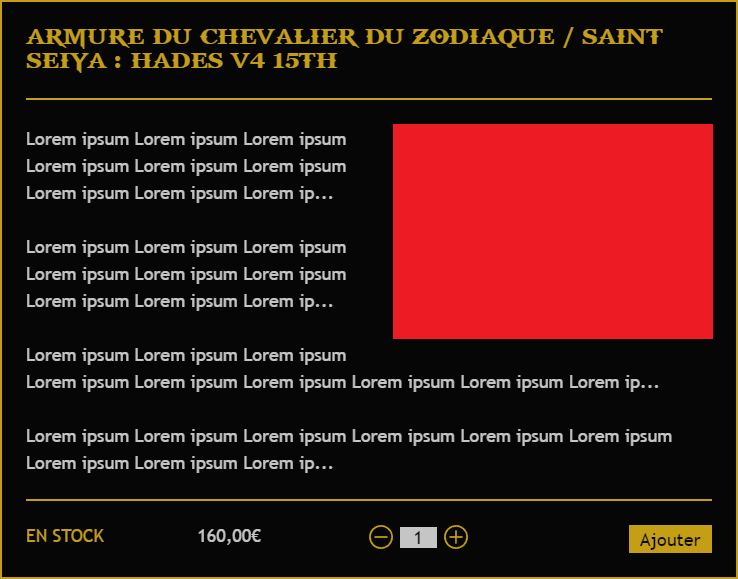 ARMURE DU CHEVALIER DU ZODIAQUE / SAINT
SEIYA : HADES V4 15TH
Lorem ipsum Lorem ipsum Lorem ipsum
Lorem ipsum Lorem ipsum Lorem ipsum
Lorem ipsum Lorem ipsum Lorem ip...
Lorem ipsum Lorem ipsum Lorem ipsum
Lorem ipsum Lorem ipsum Lorem ipsum
Lorem ipsum Lorem ipsum Lorem ip...
Lorem ipsum Lorem ipsum Lorem ipsum
Lorem ipsum Lorem ipsum Lorem ipsum Lorem ipsum Lorem ipsum Lorem ip...
Lorem ipsum Lorem ipsum Lorem ipsum Lorem ipsum Lorem ipsum Lorem ipsum
Lorem ipsum Lorem ipsum Lorem ip...
EN STOCK 160,00€ 1 Ajouter